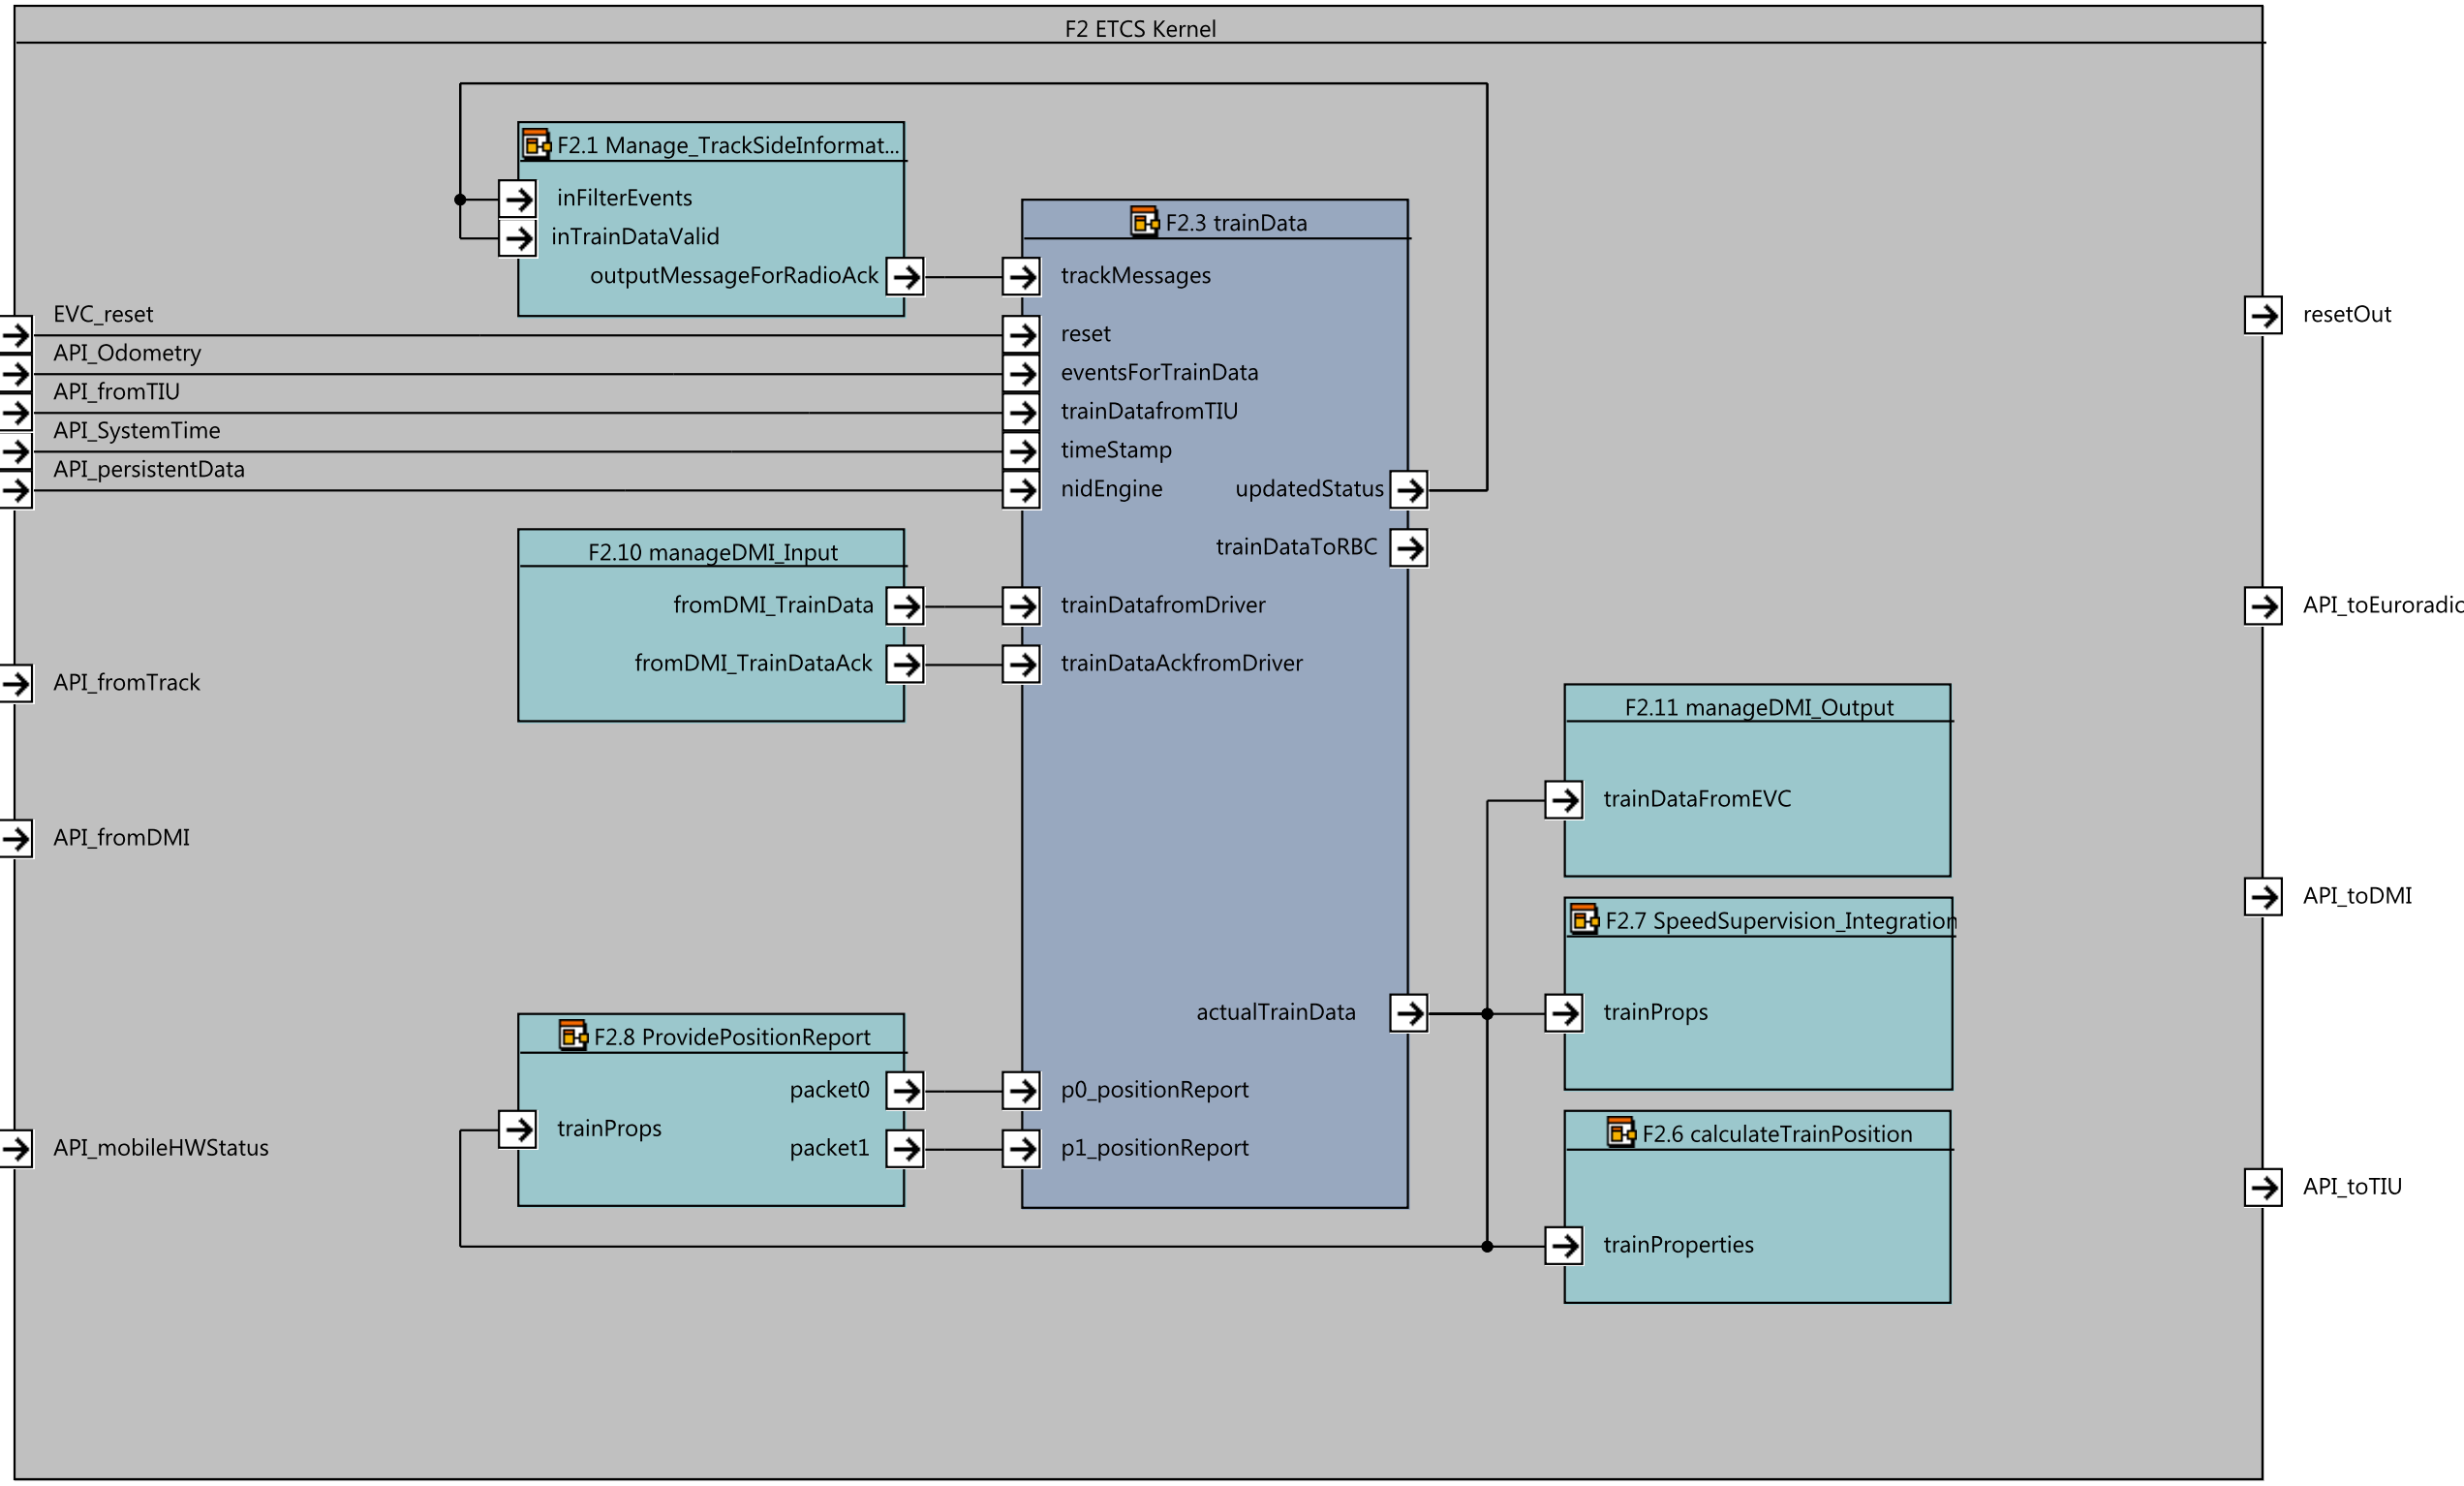 F2 ETCS Kernel
F2.1 Manage_TrackSideInformat...
inFilterEvents
inTrainDataValid
outputMessageForRadioAck
F2.3 trainData
trackMessages
reset
eventsForTrainData
trainDatafromTIU
timeStamp
nidEngine
updatedStatus
trainDataToRBC
trainDatafromDriver
trainDataAckfromDriver
actualTrainData
p0_positionReport
p1_positionReport
EVC_reset
API_Odometry
API_fromTIU
API_SystemTime
API_persistentData
API_fromTrack
API_fromDMI
API_mobileHWStatus
F2.10 manageDMI_Input
fromDMI_TrainData
fromDMI_TrainDataAck
F2.8 ProvidePositionReport
packet0
trainProps
packet1
F2.11 manageDMI_Output
trainDataFromEVC
F2.7 SpeedSupervision_Integration
trainProps
F2.6 calculateTrainPosition
trainProperties
resetOut
API_toEuroradio
API_toDMI
API_toTIU